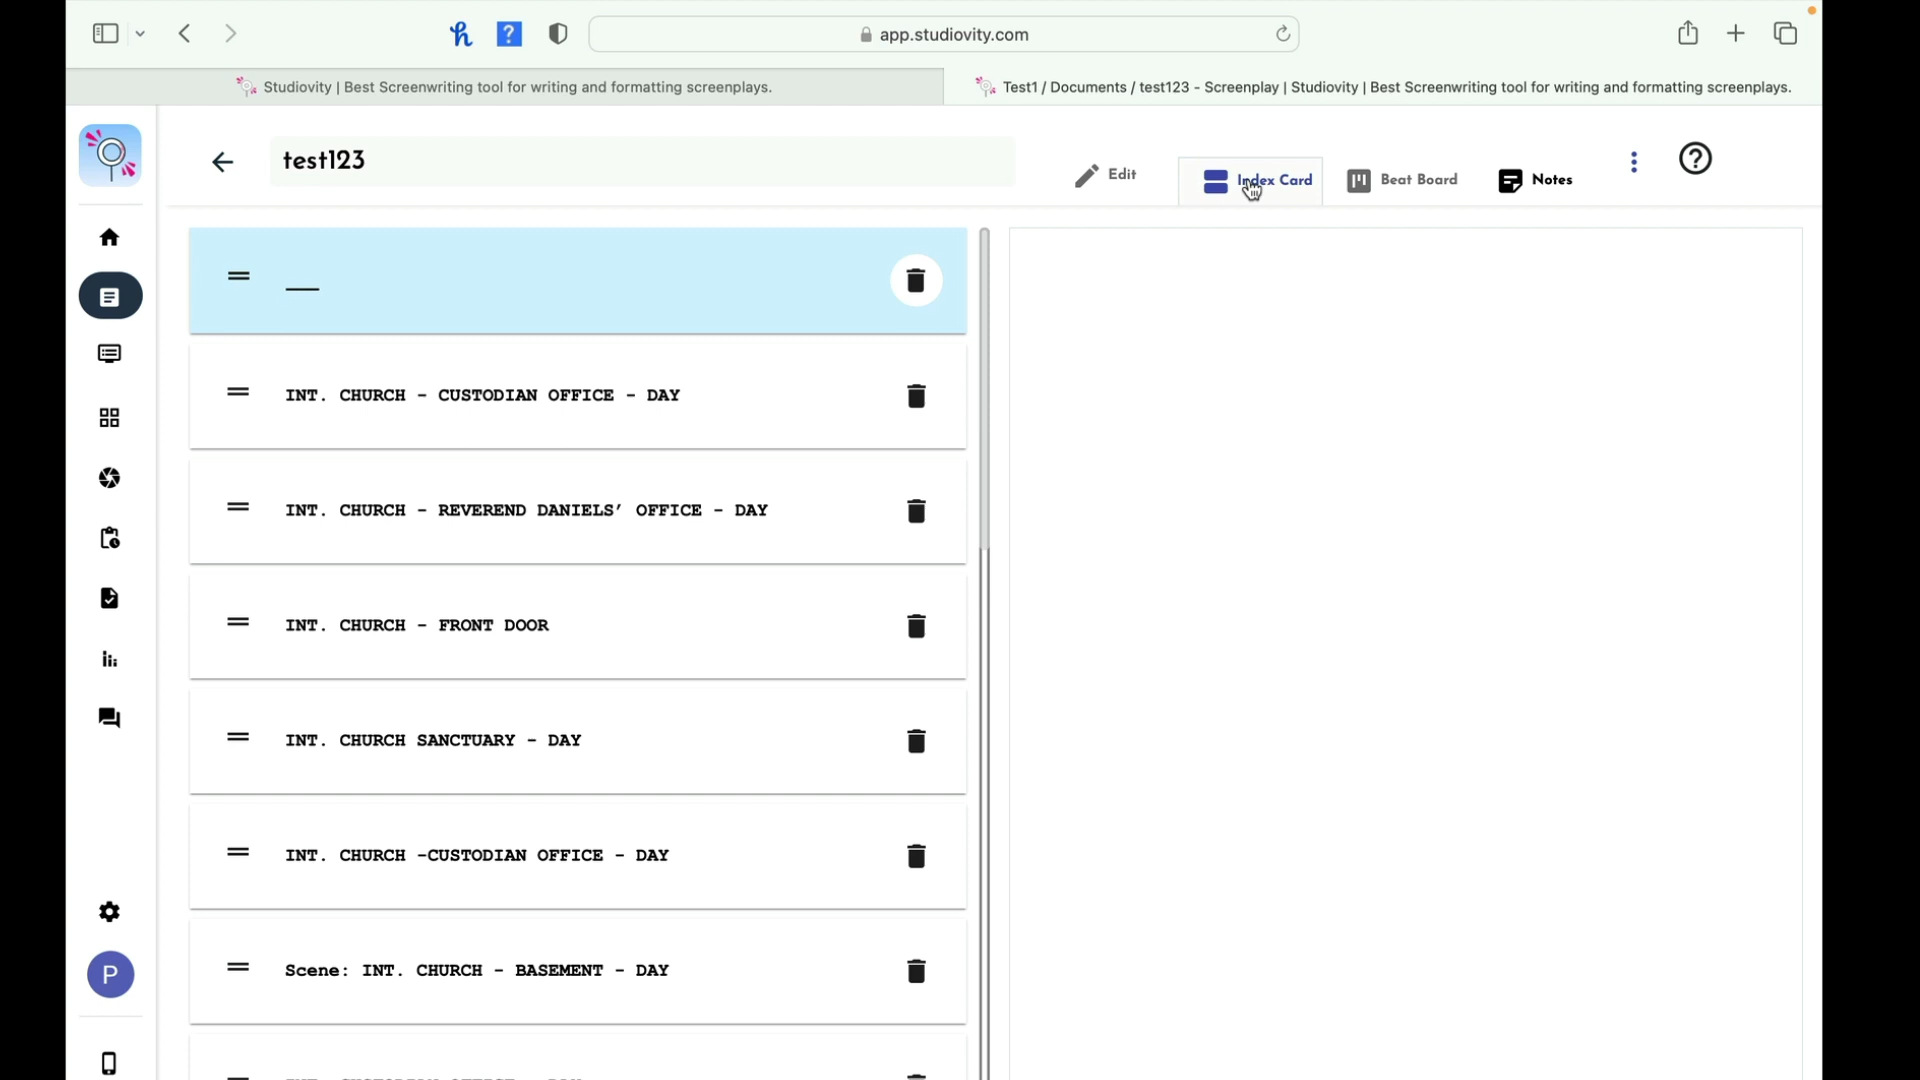 app.studiovity.com
Studiovity | Best Screenwriting tool for writing and formatting screenplays.
Test1 / Documents / test123 - Screenplay | Studiovity | Best Screenwriting tool for writing and formatting screenplays.
test123
Edit
Index Card
Beat Board
Notes
___
INT. CHURCH - CUSTODIAN OFFICE - DAY
INT. CHURCH - REVEREND DANIELS’ OFFICE - DAY
INT. CHURCH - FRONT DOOR
INT. CHURCH SANCTUARY - DAY
INT. CHURCH -CUSTODIAN OFFICE - DAY
Scene: INT. CHURCH - BASEMENT - DAY
P